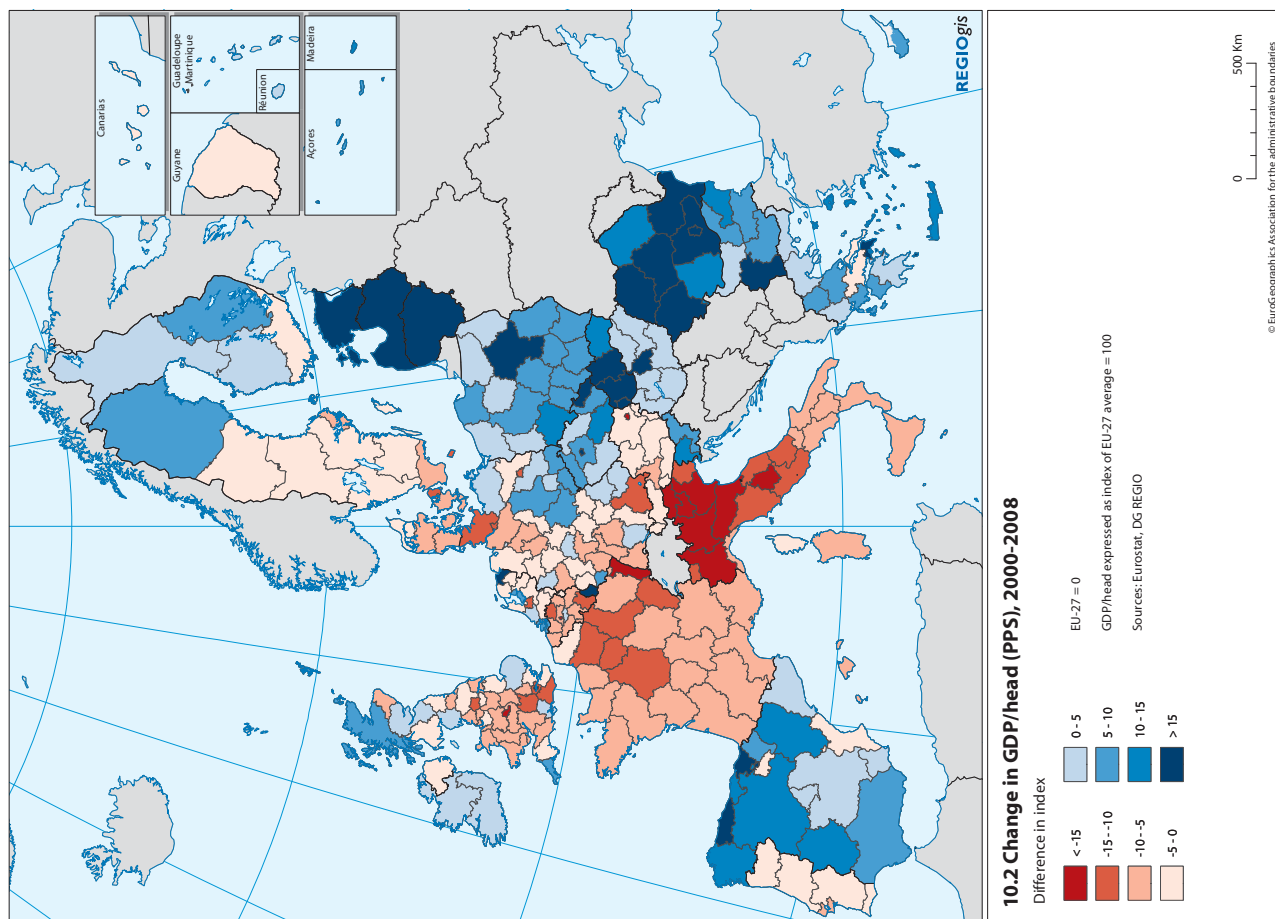 Canarias
Guyane
Guadeloupe
Martinique
Réunion
Açores
Madeira
REGIOgis
10.2 Change in GDP/head (PPS), 2000-2008
Difference in index
< -15
-15 - -10
-10 - -5
-5 - 0
0 - 5
5 - 10
10 - 15
> 15
EU-27 = 0
GDP/head expressed as index of EU-27 average = 100
Sources: Eurostat, DG REGIO
0 500 Km
© EuroGeographics Association for the administrative boundaries